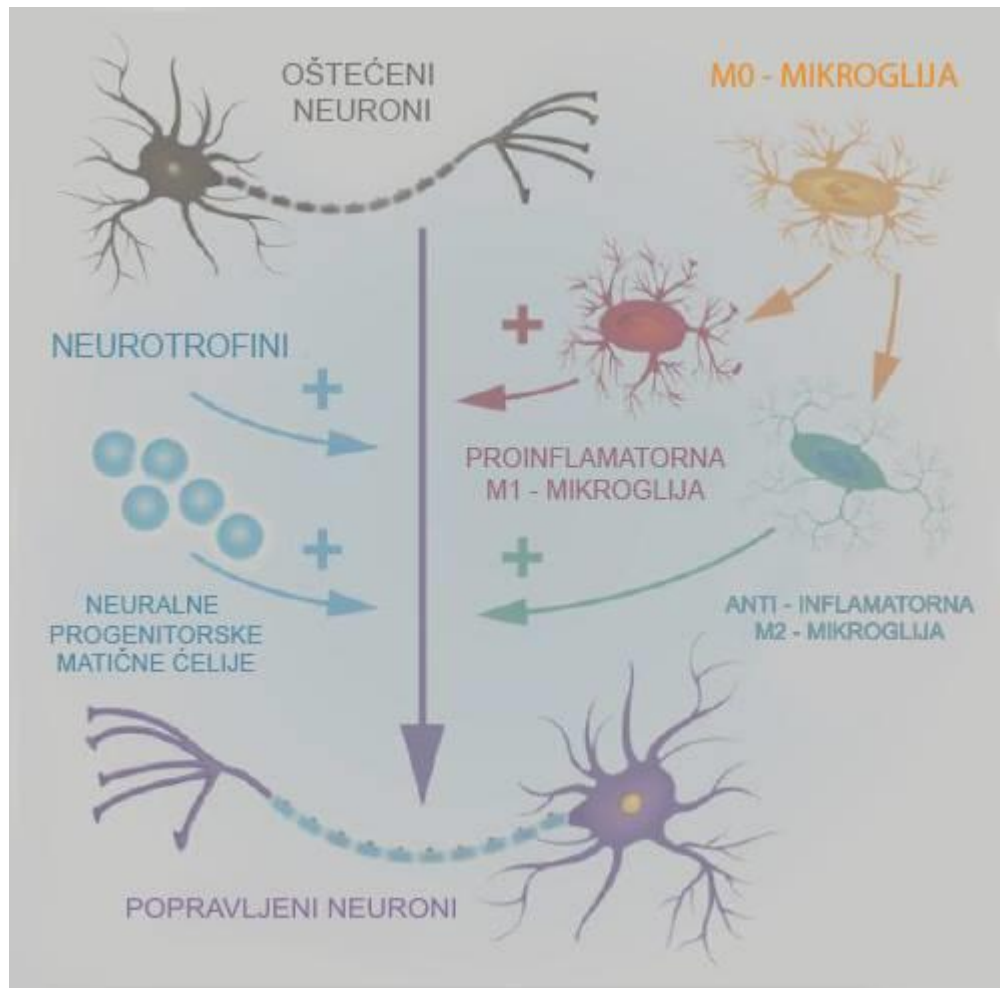 OŠTEĆENI
NEURONI
M0 - MIKROGLIJA
NEUROTROFINI
+
+
PROINFLAMATORNA
M1 - MIKROGLIJA
+
+
NEURALNE
PROGENITORSKE
MATIČNE ĆELIJE
ANTI - INFLAMATORNA
M2 - MIKROGLIJA
POPRAVLJENI NEURONI